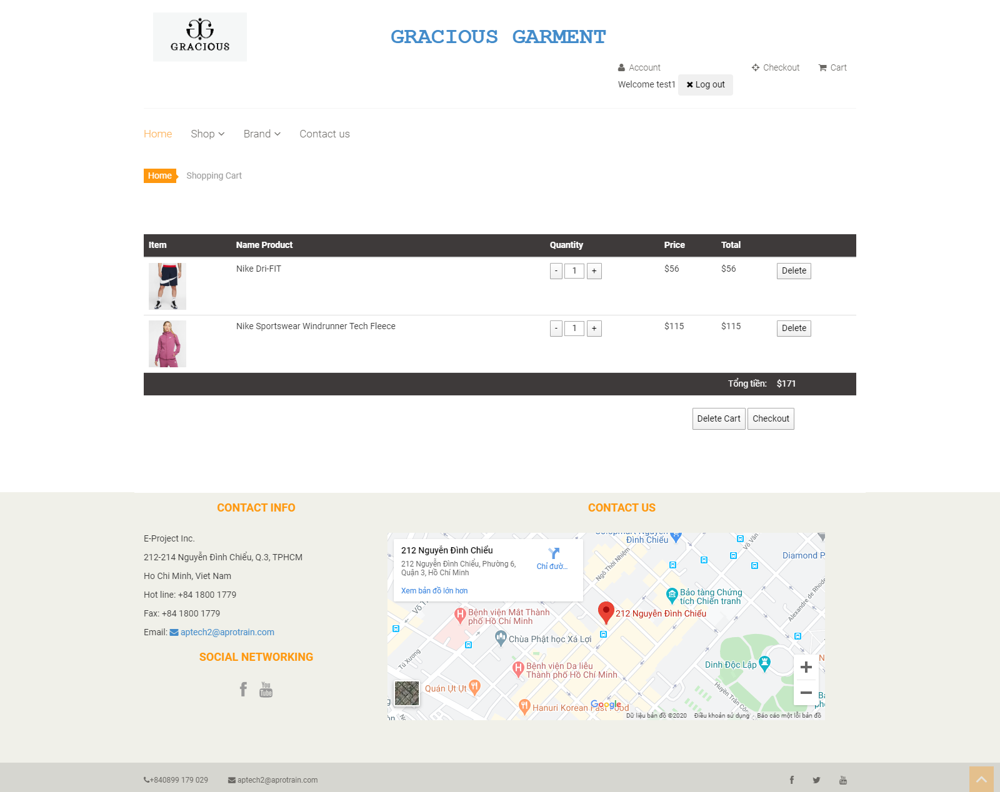 GRACIOUS
GRACIOUS GARMENT
Account
Checkout
Cart
Welcome test1
Log out
Home
Shop
Brand
Contact us
Home
Shopping Cart
Item
Name Product
Quantity
Price
Total
Nike Dri-FIT
- 1 +
$56
$56
Delete
Nike Sportswear Windrunner Tech Fleece
- 1 +
$115
$115
Delete
Tổng tiền: $171
Delete Cart
Checkout
CONTACT INFO
E-Project Inc.
212-214 Nguyễn Đình Chiểu, Q.3, TPHCM
Ho Chi Minh, Viet Nam
Hot line: +84 1800 1779
Fax: +84 1800 1779
Email: aptech2@aprotrain.com
SOCIAL NETWORKING
You
Tube
CONTACT US
212 Nguyễn Đình Chiểu
212 Nguyễn Đình Chiểu, Phường 6,
Quận 3, Hồ Chí Minh
Chỉ đườ...
Xem bản đồ lớn hơn
Đình Chiểu
Ngô Thời Nhiệm
Võ Văn
Diamond P
Bảo tàng Chứng
tích Chiến tranh
Alexandre de Rhode
Võ T
Bệnh viện Mắt Thành
phố Hồ Chí Minh
212 Nguyễn Đình Chiểu
Chùa Phật học Xá Lợi
Tú Xương
Bệnh viện Da liễu
Thành phố Hồ Chí Minh
Dinh Độc Lập
Quán Ụt Ụt
Huyền Trân Côn
Hanuri Korean Fast Food
Google
Dữ liệu bản đồ ©2020
Điều khoản sử dụng
Báo cáo một lỗi bản đồ
+840899 179 029
aptech2@aprotrain.com